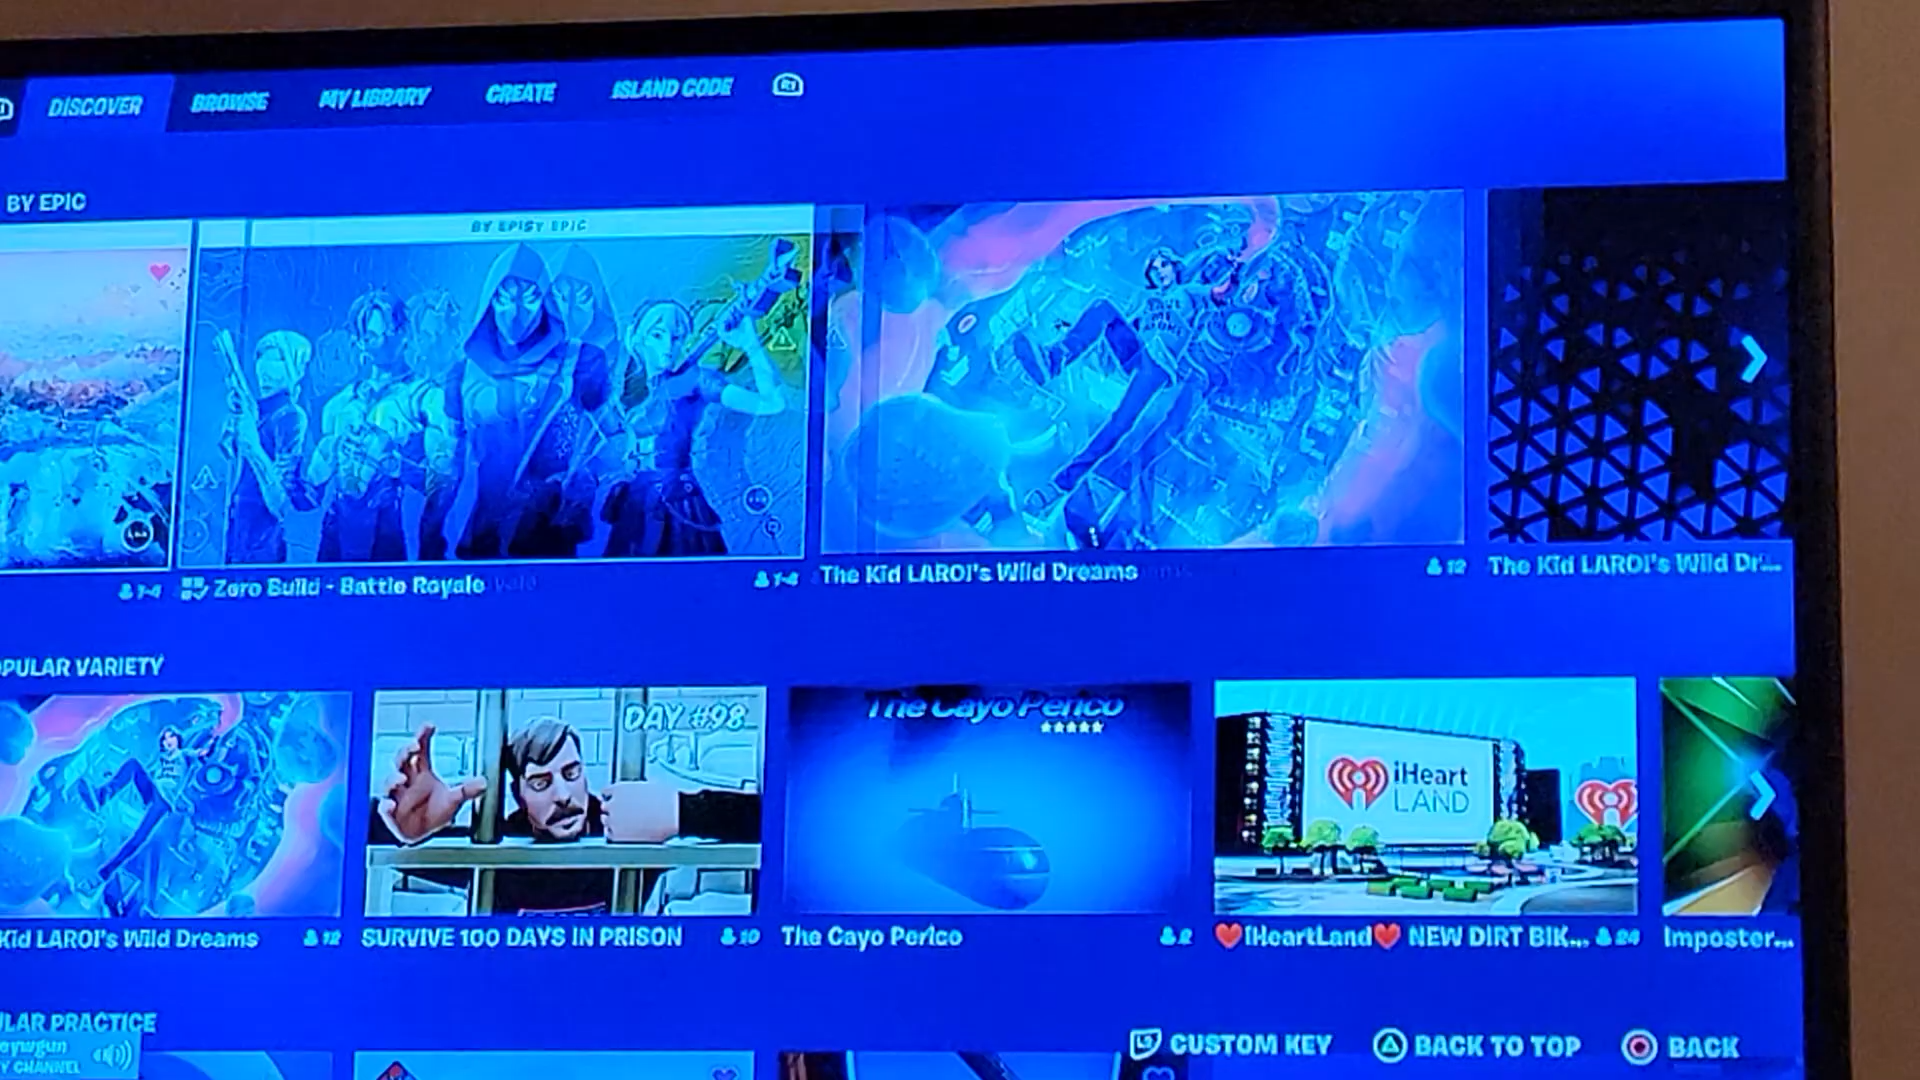 DISCOVER BROWSE MY LIBRARY CREATE ISLAND CODE R1
BY EPIC
BY EPIC
1-4 Zero Build - Battle Royale 1-4 The Kid LAROI's Wild Dreams 12 The Kid LAROI's Wild Dr...
PULAR VARIETY
DAY #98
The Cayo Perico
iHeart
LAND
Kid LAROI's Wild Dreams 12 SURVIVE 100 DAYS IN PRISON 10 The Cayo Perico 2 ❤️iHeartLand❤️ NEW DIRT BIK... 24 Imposter...
LAR PRACTICE
eywgun
Y CHANNEL
CUSTOM KEY BACK TO TOP BACK